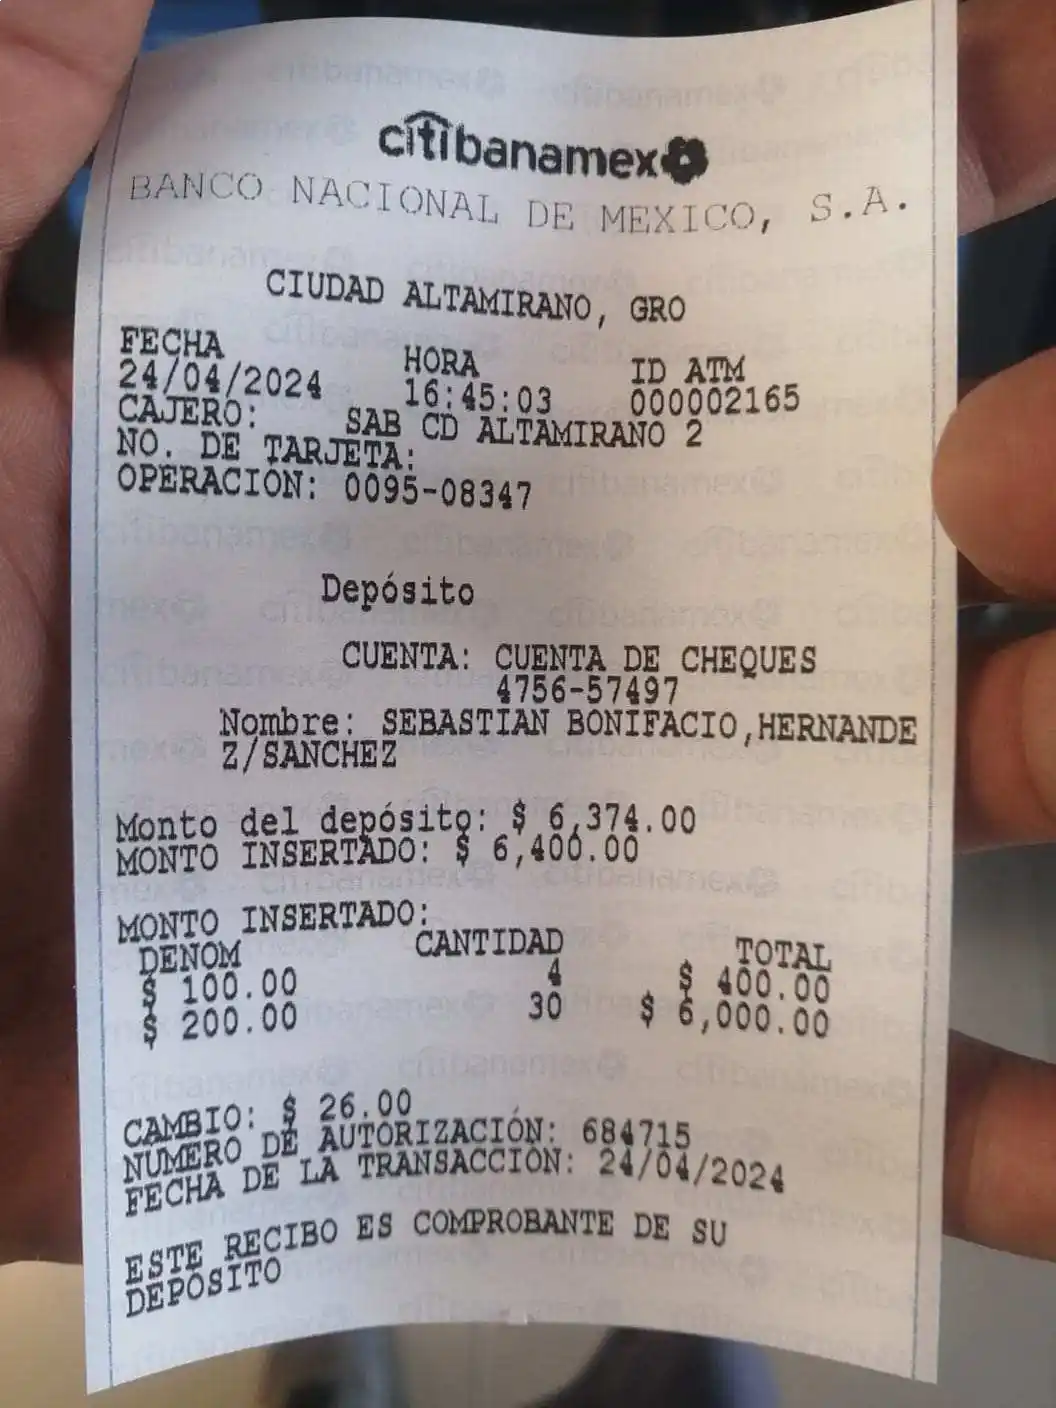 citibanamex
BANCO NACIONAL DE MEXICO, S.A.
CIUDAD ALTAMIRANO, GRO
FECHA HORA ID ATM
24/04/2024 16:45:03 000002165
CAJERO: SAB CD ALTAMIRANO 2
NO. DE TARJETA:
OPERACION: 0095-08347
Depósito
CUENTA: CUENTA DE CHEQUES
4756-57497
Nombre: SEBASTIAN BONIFACIO,HERNANDE
Z/SANCHEZ
Monto del depósito: $ 6,374.00
MONTO INSERTADO: $ 6,400.00
MONTO INSERTADO:
DENOM CANTIDAD TOTAL
$ 100.00 4 $ 400.00
$ 200.00 30 $ 6,000.00
CAMBIO: $ 26.00
NUMERO DE AUTORIZACIÓN: 684715
FECHA DE LA TRANSACCIÓN: 24/04/2024
ESTE RECIBO ES COMPROBANTE DE SU
DEPÓSITO